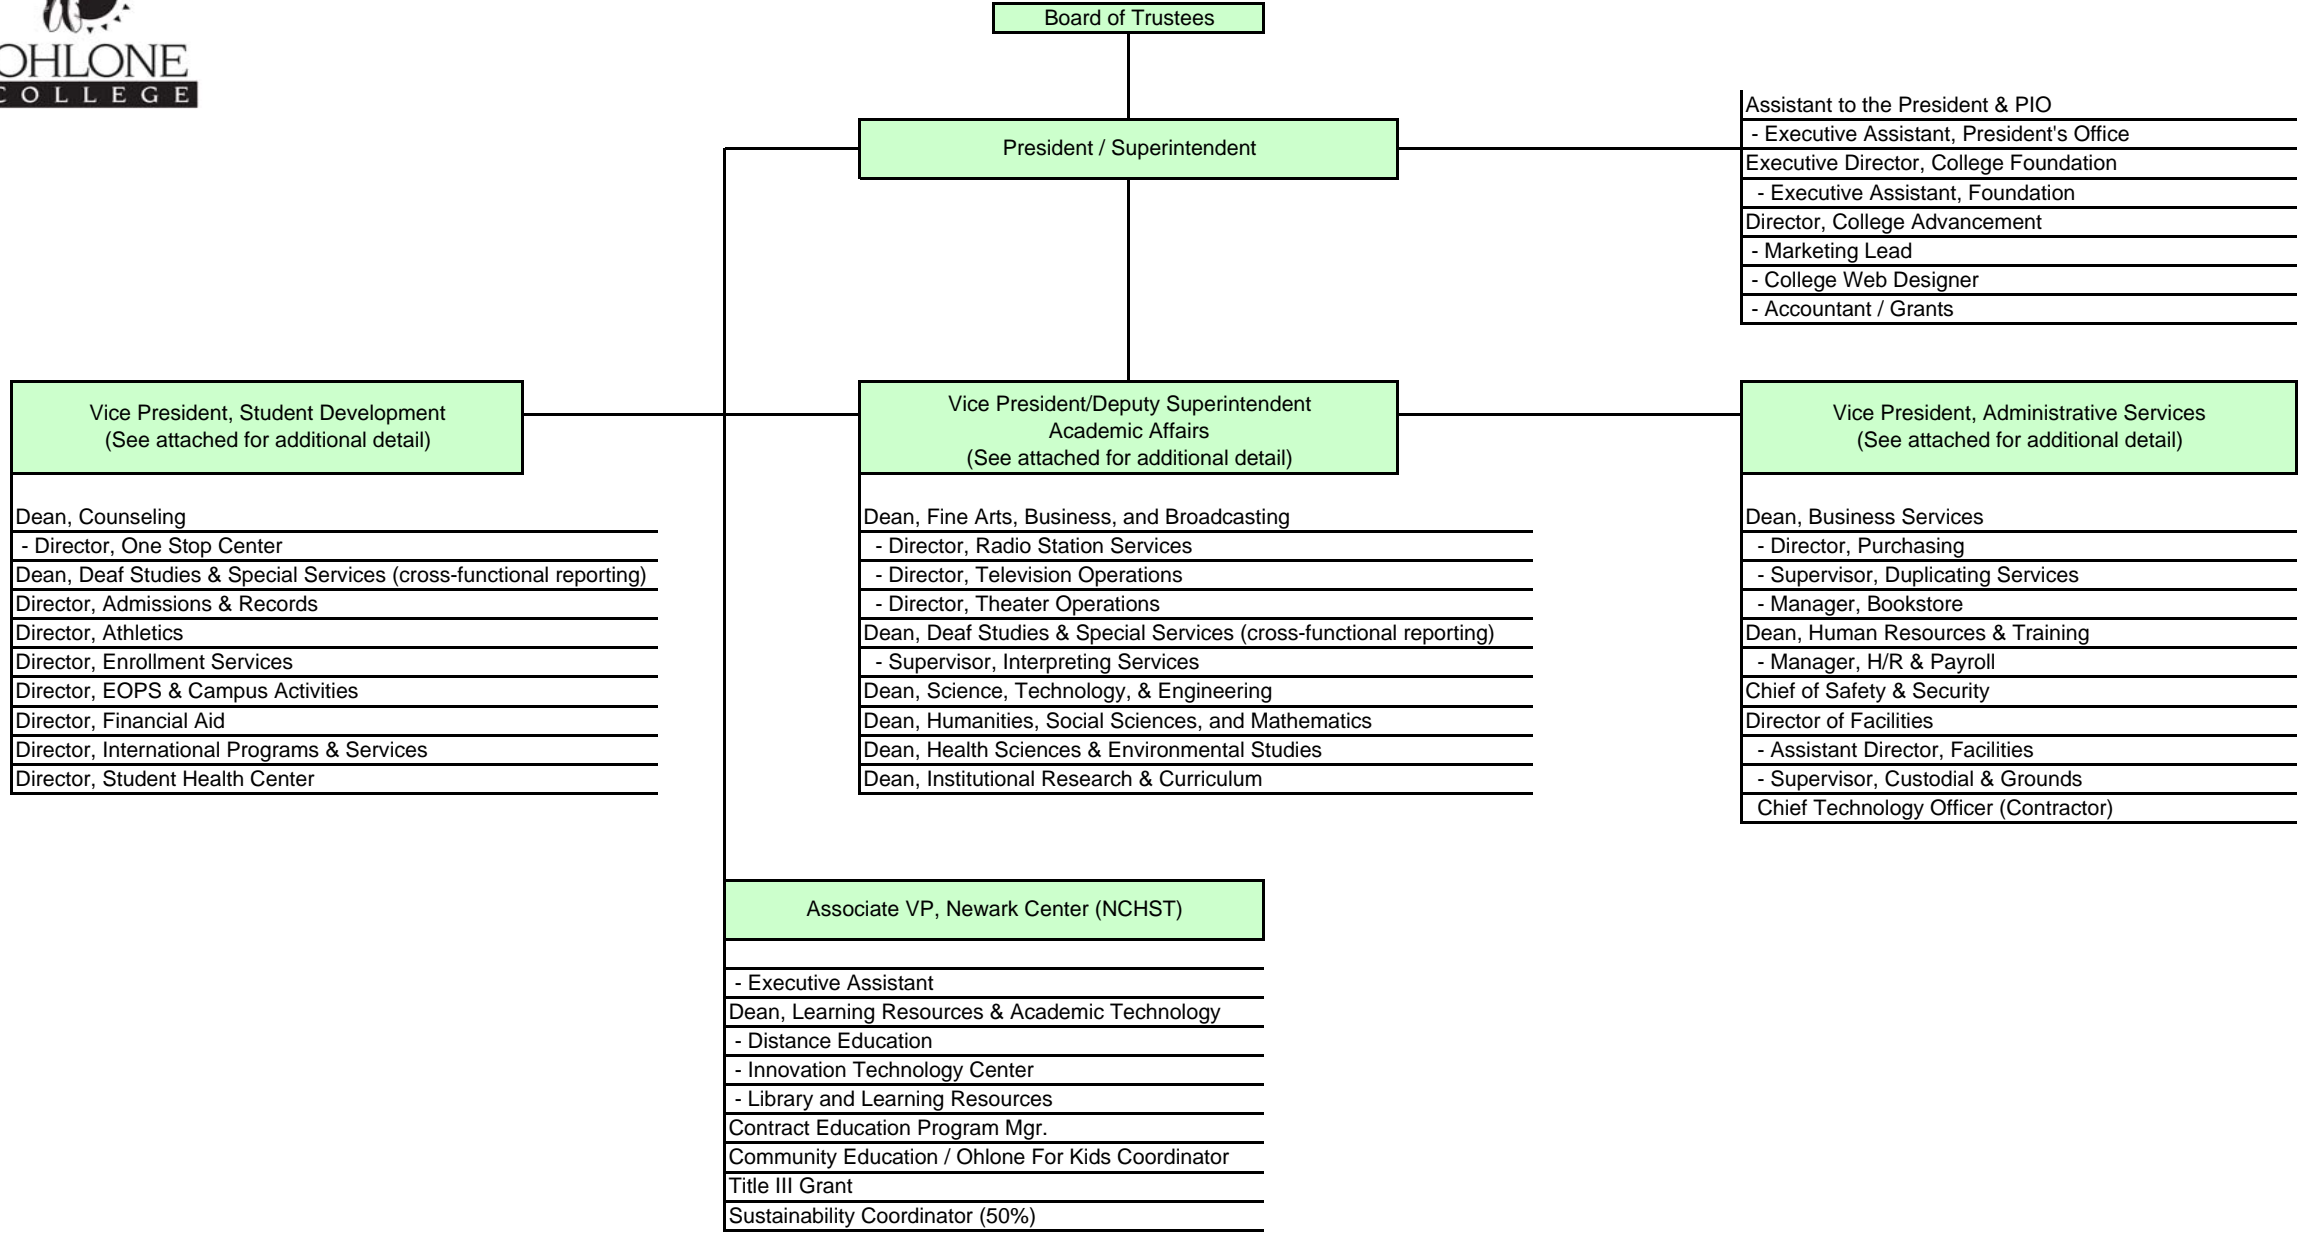 OHLONE
COLLEGE
Board of Trustees
President / Superintendent
Assistant to the President & PIO
- Executive Assistant, President's Office
Executive Director, College Foundation
- Executive Assistant, Foundation
Director, College Advancement
- Marketing Lead
- College Web Designer
- Accountant / Grants
Vice President, Student Development
(See attached for additional detail)
Dean, Counseling
- Director, One Stop Center
Dean, Deaf Studies & Special Services (cross-functional reporting)
Director, Admissions & Records
Director, Athletics
Director, Enrollment Services
Director, EOPS & Campus Activities
Director, Financial Aid
Director, International Programs & Services
Director, Student Health Center
Vice President/Deputy Superintendent
Academic Affairs
(See attached for additional detail)
Dean, Fine Arts, Business, and Broadcasting
- Director, Radio Station Services
- Director, Television Operations
- Director, Theater Operations
Dean, Deaf Studies & Special Services (cross-functional reporting)
- Supervisor, Interpreting Services
Dean, Science, Technology, & Engineering
Dean, Humanities, Social Sciences, and Mathematics
Dean, Health Sciences & Environmental Studies
Dean, Institutional Research & Curriculum
Vice President, Administrative Services
(See attached for additional detail)
Dean, Business Services
- Director, Purchasing
- Supervisor, Duplicating Services
- Manager, Bookstore
Dean, Human Resources & Training
- Manager, H/R & Payroll
Chief of Safety & Security
Director of Facilities
- Assistant Director, Facilities
- Supervisor, Custodial & Grounds
Chief Technology Officer (Contractor)
Associate VP, Newark Center (NCHST)
- Executive Assistant
Dean, Learning Resources & Academic Technology
- Distance Education
- Innovation Technology Center
- Library and Learning Resources
Contract Education Program Mgr.
Community Education / Ohlone For Kids Coordinator
Title III Grant
Sustainability Coordinator (50%)